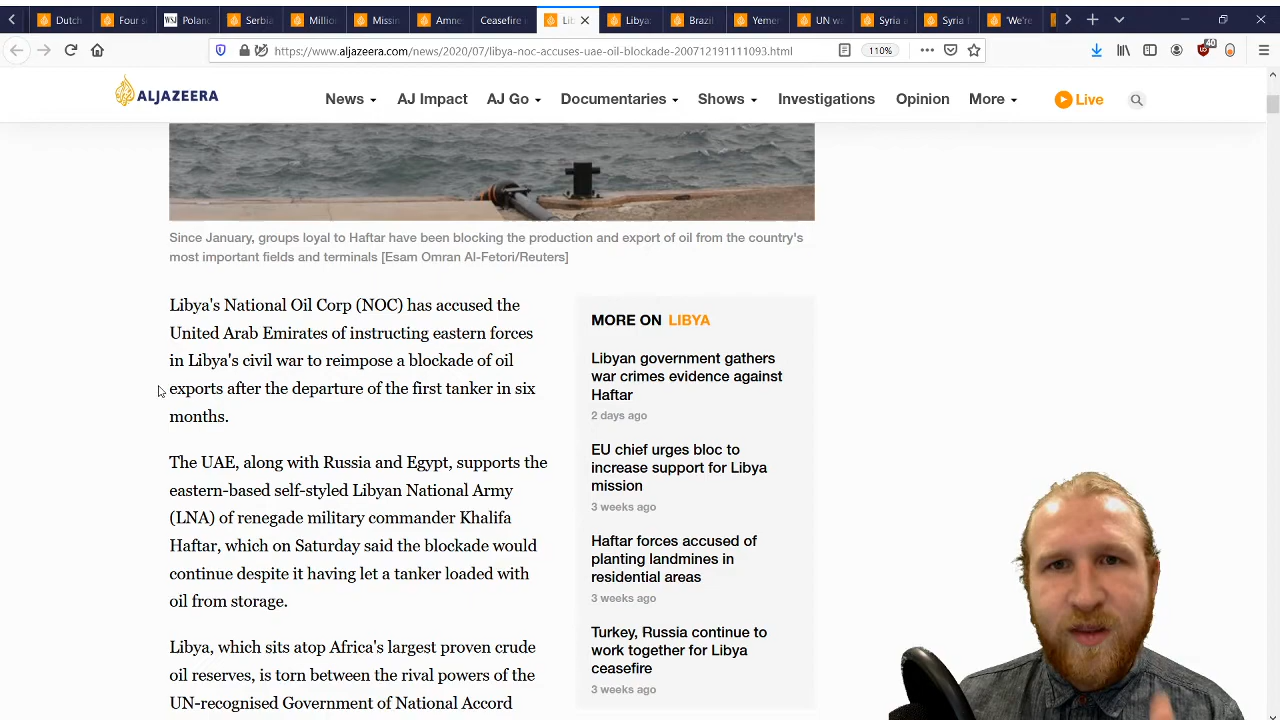 Dutch
Four s
WSJ
Poland
Serbia
Million
Missin
Amne
Ceasefire
Lib
Libya:
Brazil
Yemen
UN wa
Syria a
Syria f
'We're
https://www.aljazeera.com/news/2020/07/libya-noc-accuses-uae-oil-blockade-200712191111093.html
110%
40
ALJAZEERA
News
AJ Impact
AJ Go
Documentaries
Shows
Investigations
Opinion
More
Live
Since January, groups loyal to Haftar have been blocking the production and export of oil from the country's
most important fields and terminals [Esam Omran Al-Fetori/Reuters]
Libya's National Oil Corp (NOC) has accused the
United Arab Emirates of instructing eastern forces
in Libya's civil war to reimpose a blockade of oil
exports after the departure of the first tanker in six
months.
The UAE, along with Russia and Egypt, supports the
eastern-based self-styled Libyan National Army
(LNA) of renegade military commander Khalifa
Haftar, which on Saturday said the blockade would
continue despite it having let a tanker loaded with
oil from storage.
Libya, which sits atop Africa's largest proven crude
oil reserves, is torn between the rival powers of the
UN-recognised Government of National Accord
MORE ON LIBYA
Libyan government gathers
war crimes evidence against
Haftar
2 days ago
EU chief urges bloc to
increase support for Libya
mission
3 weeks ago
Haftar forces accused of
planting landmines in
residential areas
3 weeks ago
Turkey, Russia continue to
work together for Libya
ceasefire
3 weeks ago